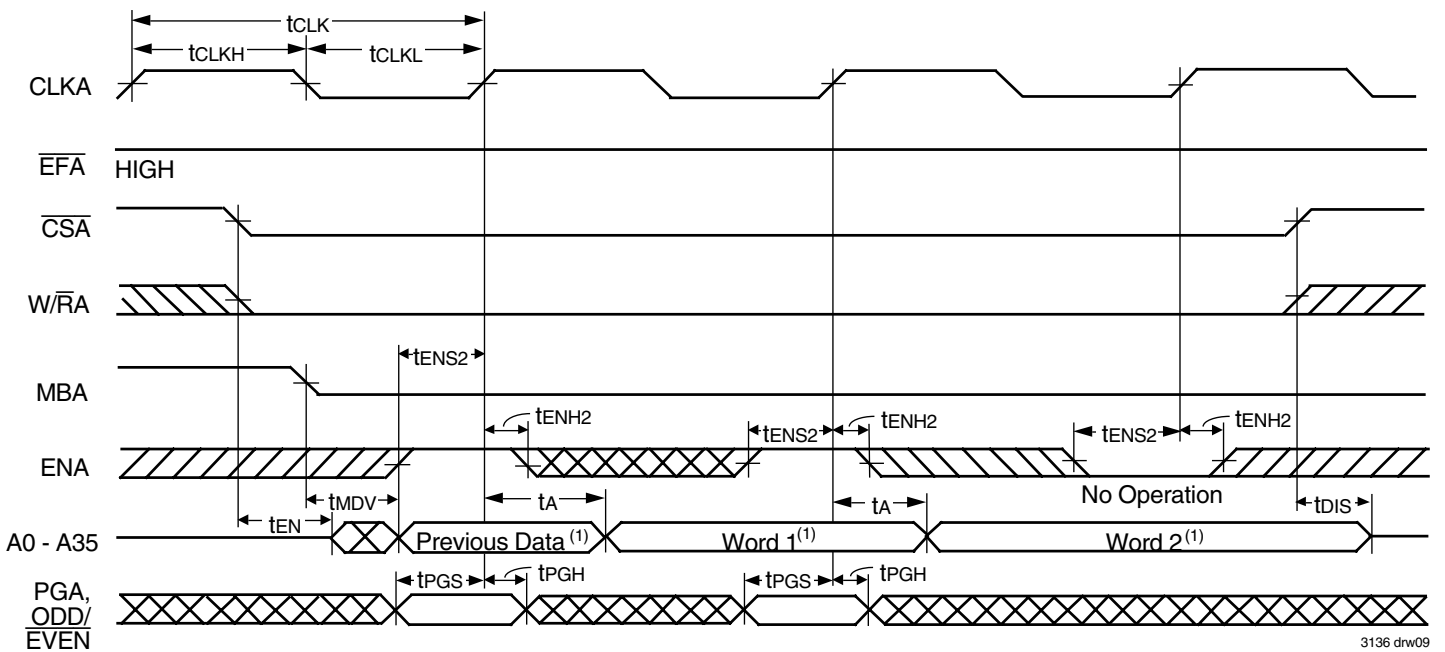 tCLK
tCLKH
tCLKL
CLKA
EFA
HIGH
CSA
W/RA
tENS2
MBA
tENH2
tENS2
tENH2
tENS2
tENH2
ENA
No Operation
tMDV
tA
tA
tEN
tDIS
A0 - A35
Previous Data (1)
Word 1(1)
Word 2(1)
tPGS
tPGH
tPGS
tPGH
PGA,
ODD/
EVEN
3136 drw09